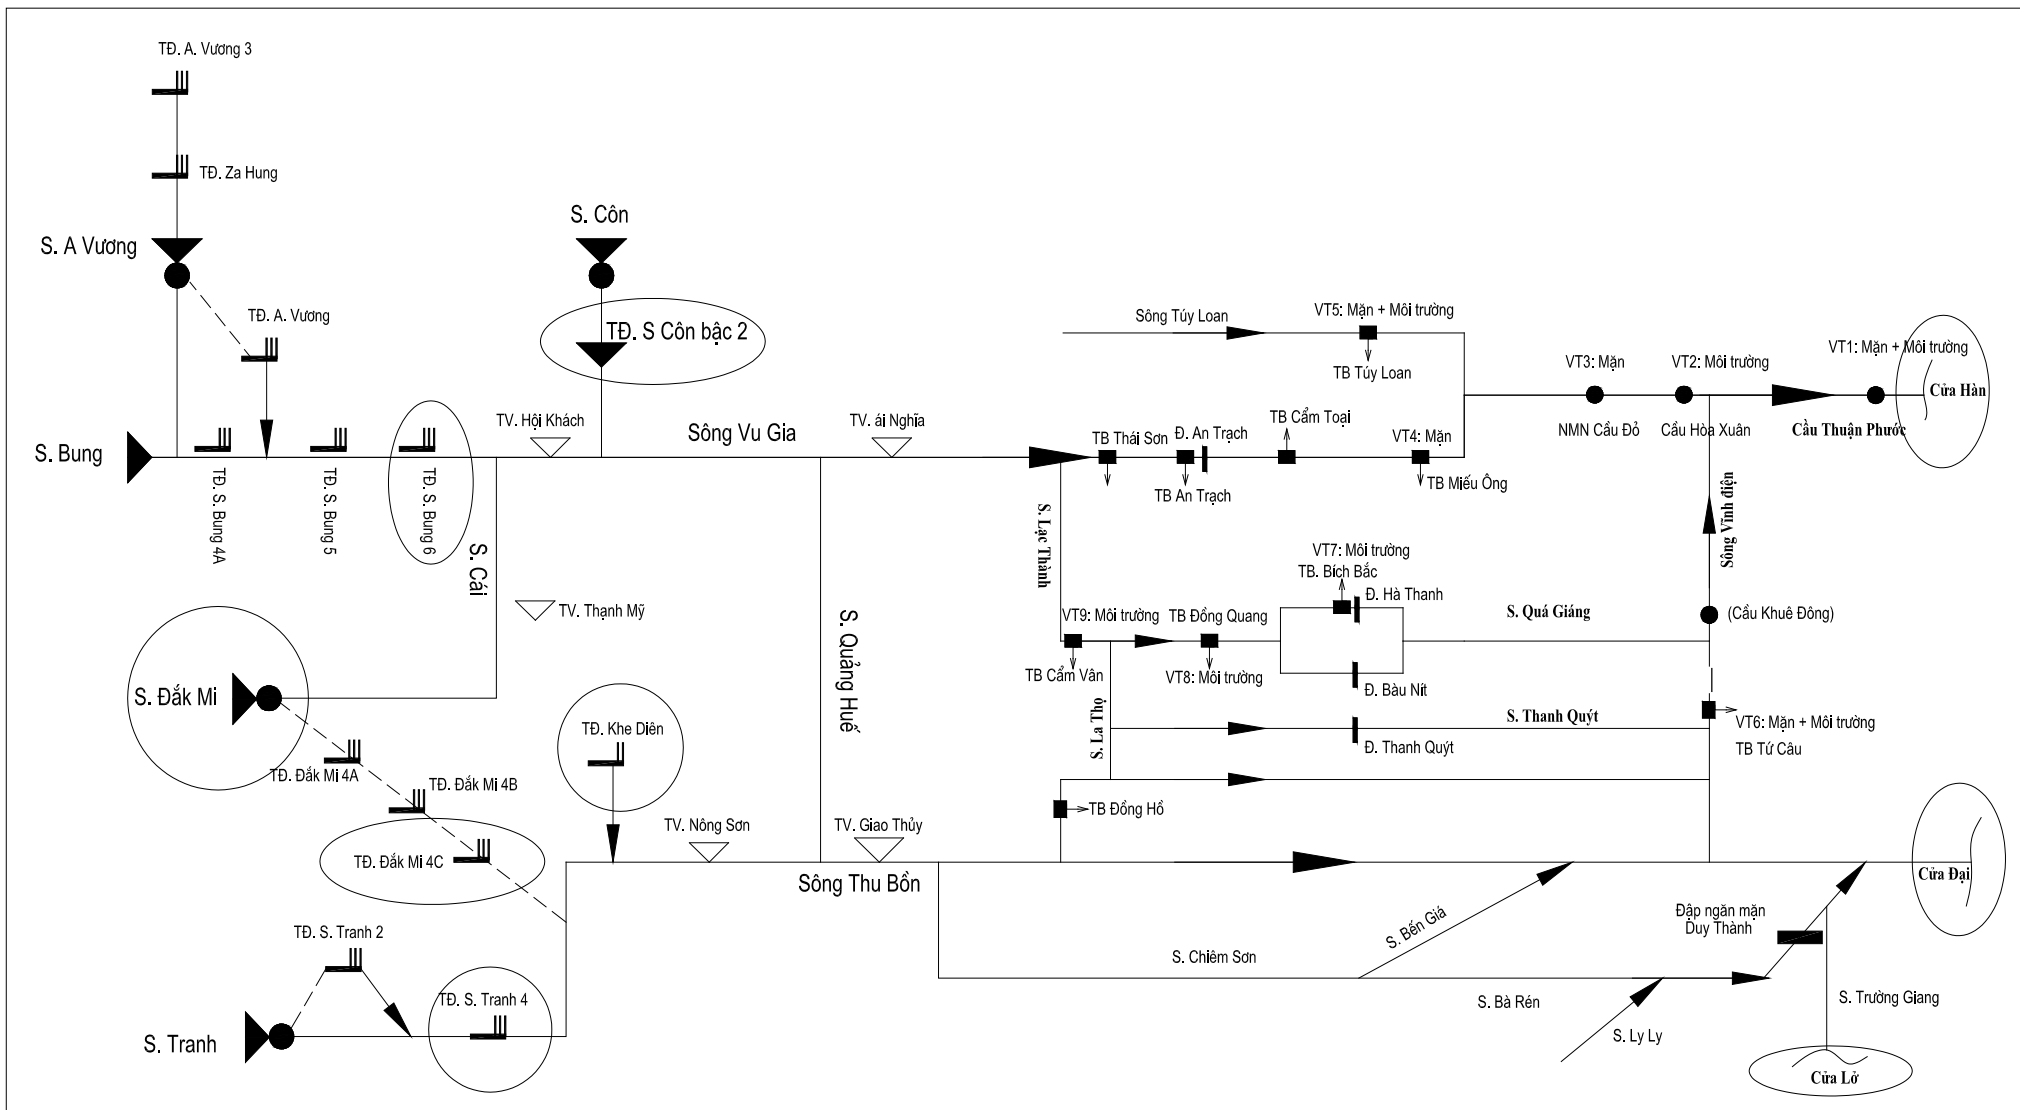 TĐ. A. Vương 3
TĐ. Za Hung
S. A Vương
S. Côn
TĐ. A. Vương
TĐ. S Côn bậc 2
Sông Túy Loan
VT5: Mặn + Môi trường
TB Túy Loan
VT3: Mặn
VT2: Môi trường
VT1: Mặn + Môi trường
Cửa Hàn
S. Bung
TĐ. S. Bung 4A
TĐ. S. Bung 5
TĐ. S. Bung 6
TV. Hội Khách
Sông Vu Gia
TV. ái Nghĩa
TB Thái Sơn
Đ. An Trạch
TB An Trạch
TB Cẩm Toại
VT4: Mặn
TB Miếu Ông
NMN Cầu Đỏ
Cầu Hòa Xuân
Cầu Thuận Phước
S. Cái
S. Lạc Thành
Sông Vĩnh điện
TV. Thạnh Mỹ
S. Quảng Huế
VT7: Môi trường
TB. Bích Bắc
Đ. Hà Thanh
VT9: Môi trường
TB Đồng Quang
S. Quá Giáng
(Cầu Khuê Đông)
TB Cẩm Vân
VT8: Môi trường
Đ. Bàu Nít
S. Đắk Mi
S. La Thọ
S. Thanh Quýt
Đ. Thanh Quýt
VT6: Mặn + Môi trường
TB Tứ Câu
TĐ. Khe Diên
TĐ. Đắk Mi 4A
TĐ. Đắk Mi 4B
TB Đồng Hồ
TĐ. Đắk Mi 4C
TV. Nông Sơn
TV. Giao Thủy
Sông Thu Bồn
Cửa Đại
S. Bến Giá
Đập ngăn mặn
Duy Thành
TĐ. S. Tranh 2
S. Chiêm Sơn
TĐ. S. Tranh 4
S. Bà Rén
S. Trường Giang
S. Tranh
S. Ly Ly
Cửa Lở